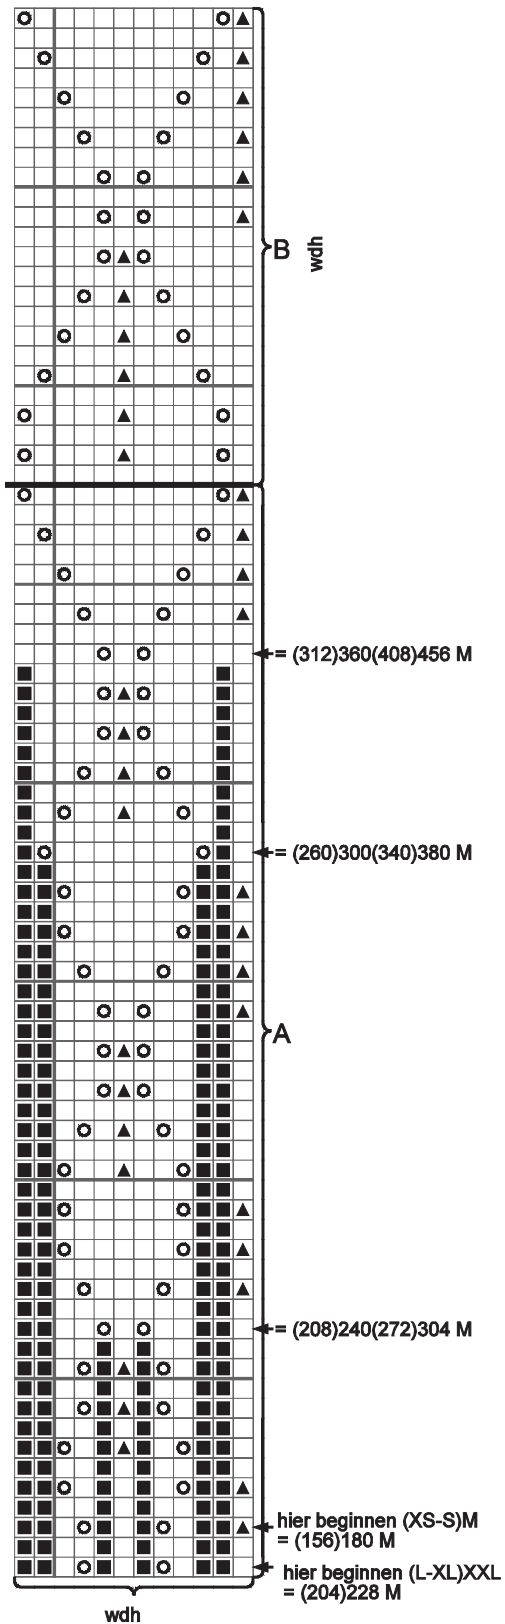 B
wdh
= (312)360(408)456 M
= (260)300(340)380 M
A
= (208)240(272)304 M
hier beginnen (XS-S)M
= (156)180 M
hier beginnen (L-XL)XXL
= (204)228 M
wdh